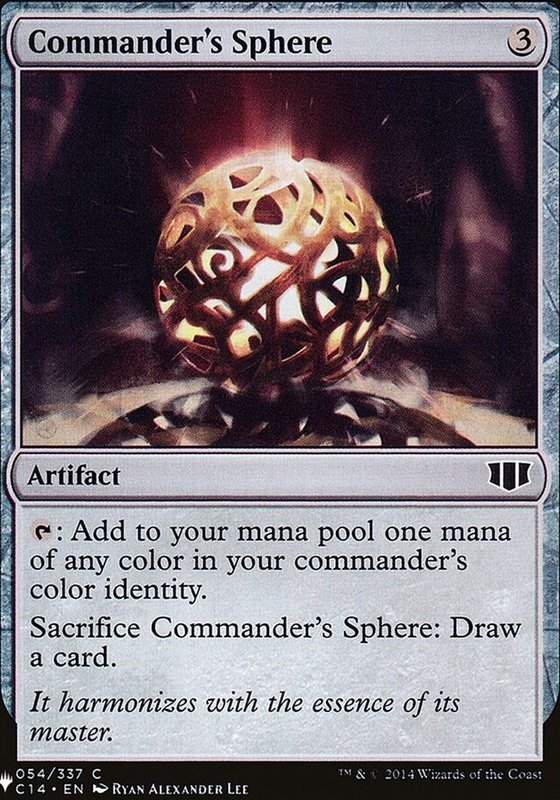 Commander's Sphere 3
Artifact
: Add to your mana pool one mana
of any color in your commander's
color identity.
Sacrifice Commander's Sphere: Draw
a card.
It harmonizes with the essence of its
master.
054/337 C
C14 • EN Ryan Alexander Lee
™ & © 2014 Wizards of the Coast